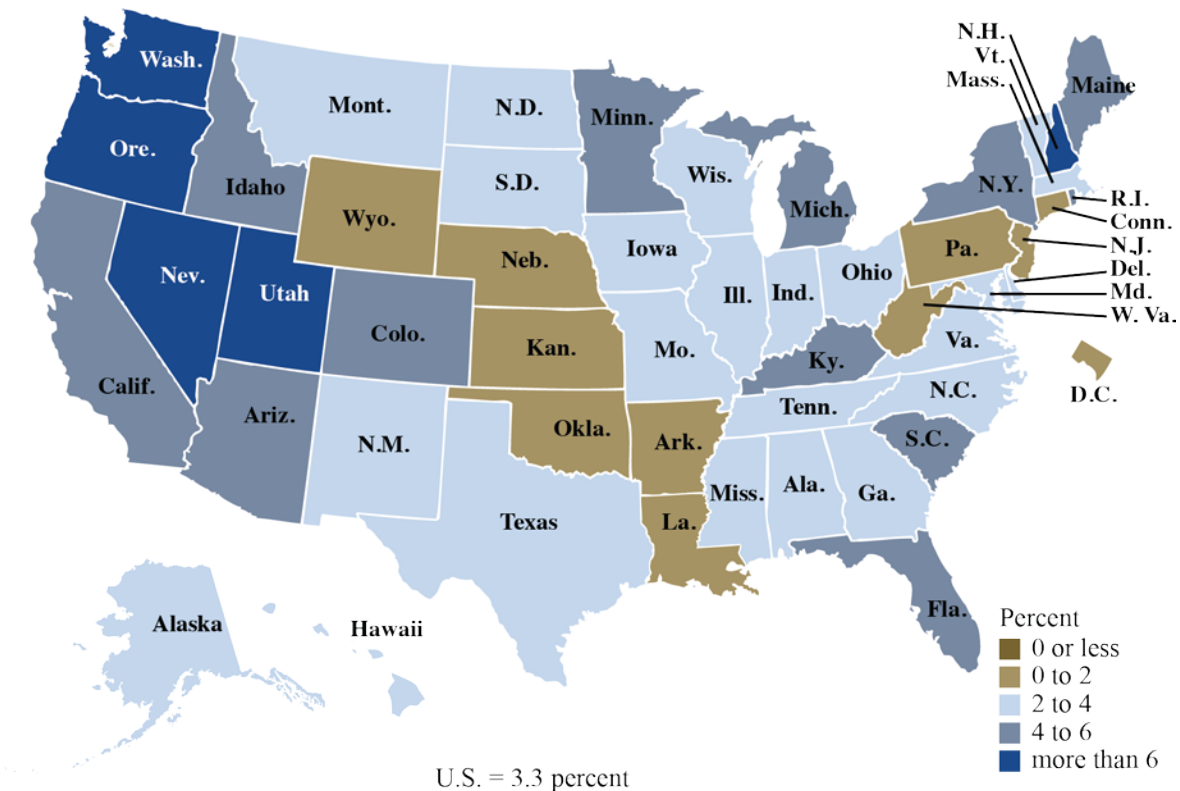 N.H.
Vt.
Mass.
Wash.
Maine
Mont.
N.D.
Minn.
Ore.
Wis.
S.D.
Idaho
N.Y.
Mich.
R.I.
Wyo.
Conn.
N.J.
Iowa
Pa.
Neb.
Ohio
Del.
Nev.
Utah
Ill.
Ind.
Md.
W. Va.
Colo.
Va.
Kan.
Mo.
Ky.
Calif.
N.C.
D.C.
Tenn.
Ariz.
Okla.
N.M.
Ark.
S.C.
Miss.
Ala.
Ga.
Texas
La.
Fla.
Alaska
Hawaii
Percent
0 or less
0 to 2
2 to 4
4 to 6
more than 6
U.S. = 3.3 percent